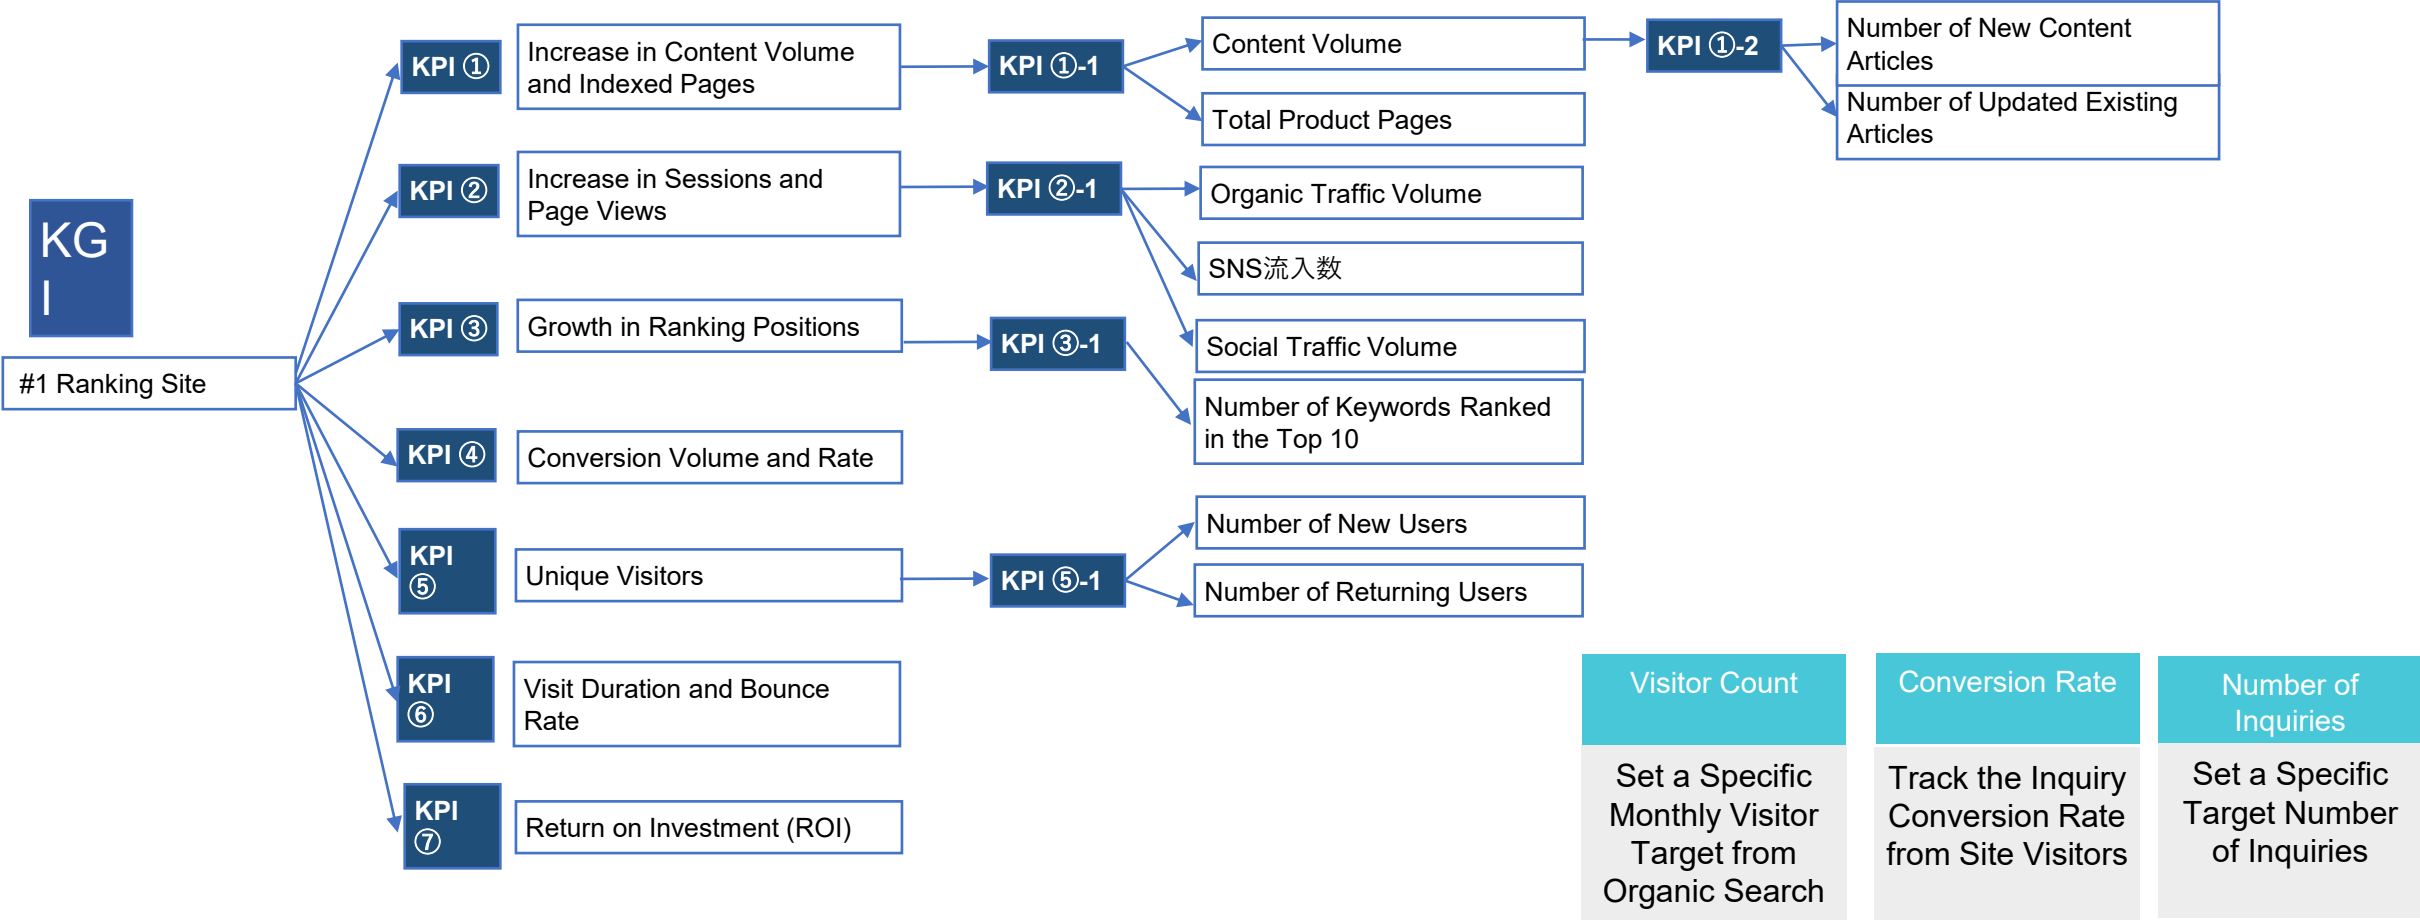 KG
I
#1 Ranking Site
KPI ①
Increase in Content Volume
and Indexed Pages
KPI ①-1
Content Volume
Total Product Pages
KPI ①-2
Number of New Content
Articles
Number of Updated Existing
Articles
KPI ②
Increase in Sessions and
Page Views
KPI ②-1
Organic Traffic Volume
SNS流入数
Social Traffic Volume
KPI ③
Growth in Ranking Positions
KPI ③-1
Number of Keywords Ranked
in the Top 10
KPI ④
Conversion Volume and Rate
KPI
⑤
Unique Visitors
KPI ⑤-1
Number of New Users
Number of Returning Users
KPI
⑥
Visit Duration and Bounce
Rate
KPI
⑦
Return on Investment (ROI)
Visitor Count
Set a Specific
Monthly Visitor
Target from
Organic Search
Conversion Rate
Track the Inquiry
Conversion Rate
from Site Visitors
Number of
Inquiries
Set a Specific
Target Number
of Inquiries